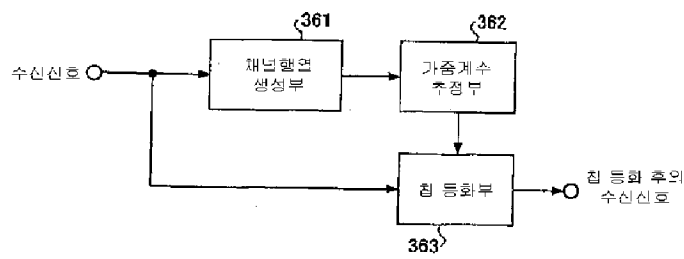 361
362
수신신호
채널행열
생성부
가중계수
추정부
칩 등화부
칩 등화 후의
수신신호
363